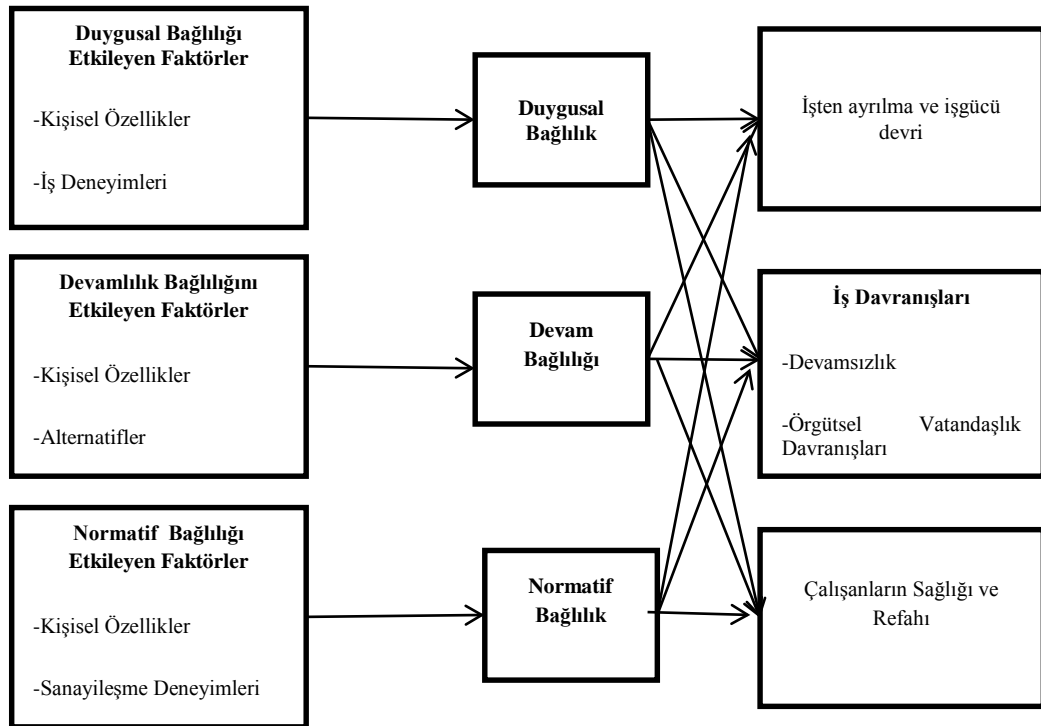 Duygusal Bağlılığı
Etkileyen Faktörler
-Kişisel Özellikler
-İş Deneyimleri
Duygusal
Bağlılık
İşten ayrılma ve işgücü
devri
Devamlılık Bağlılığını
Etkileyen Faktörler
-Kişisel Özellikler
-Alternatifler
Devam
Bağlılığı
İş Davranışları
-Devamsızlık
-Örgütsel Vatandaşlık
Davranışları
Normatif Bağlılığı
Etkileyen Faktörler
-Kişisel Özellikler
-Sanayileşme Deneyimleri
Normatif
Bağlılık
Çalışanların Sağlığı ve
Refahı